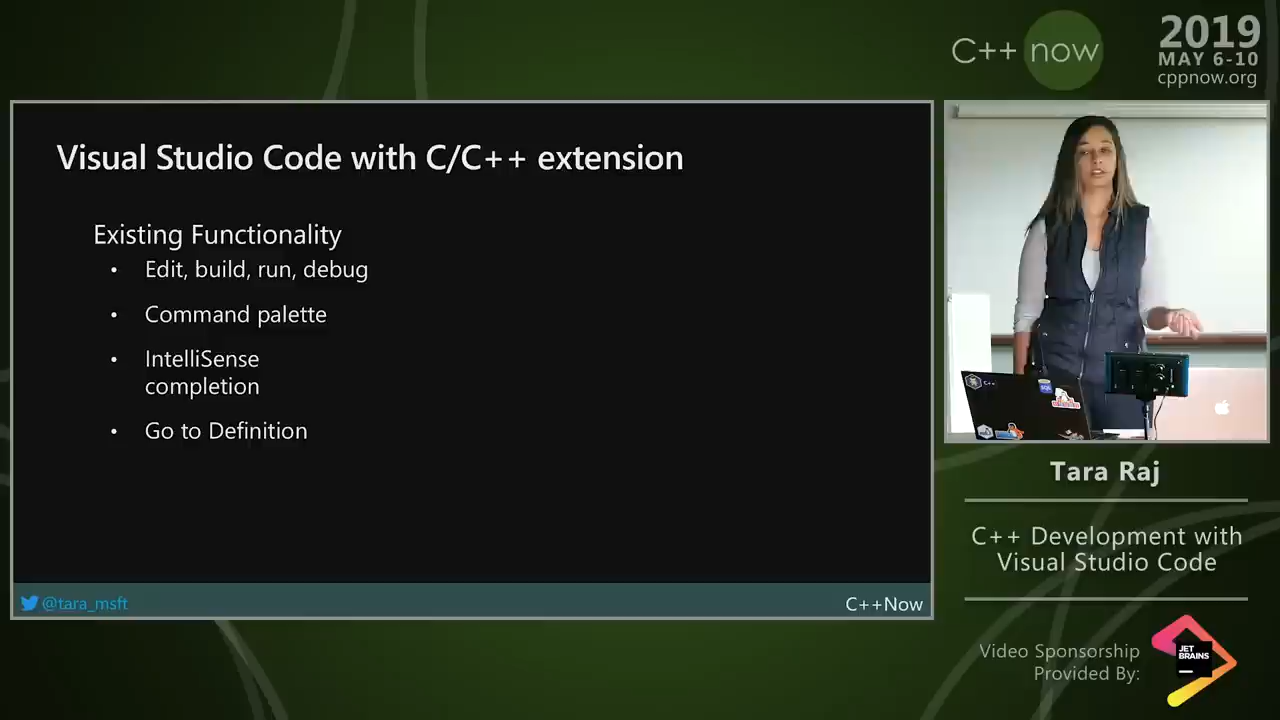 C++ now
2019
MAY 6-10
cppnow.org
Visual Studio Code with C/C++ extension
Existing Functionality
• Edit, build, run, debug
• Command palette
• IntelliSense
completion
• Go to Definition
@tara_msft
C++Now
C++
SQL
Tara Raj
C++ Development with
Visual Studio Code
Video Sponsorship
Provided By:
JET
BRAINS